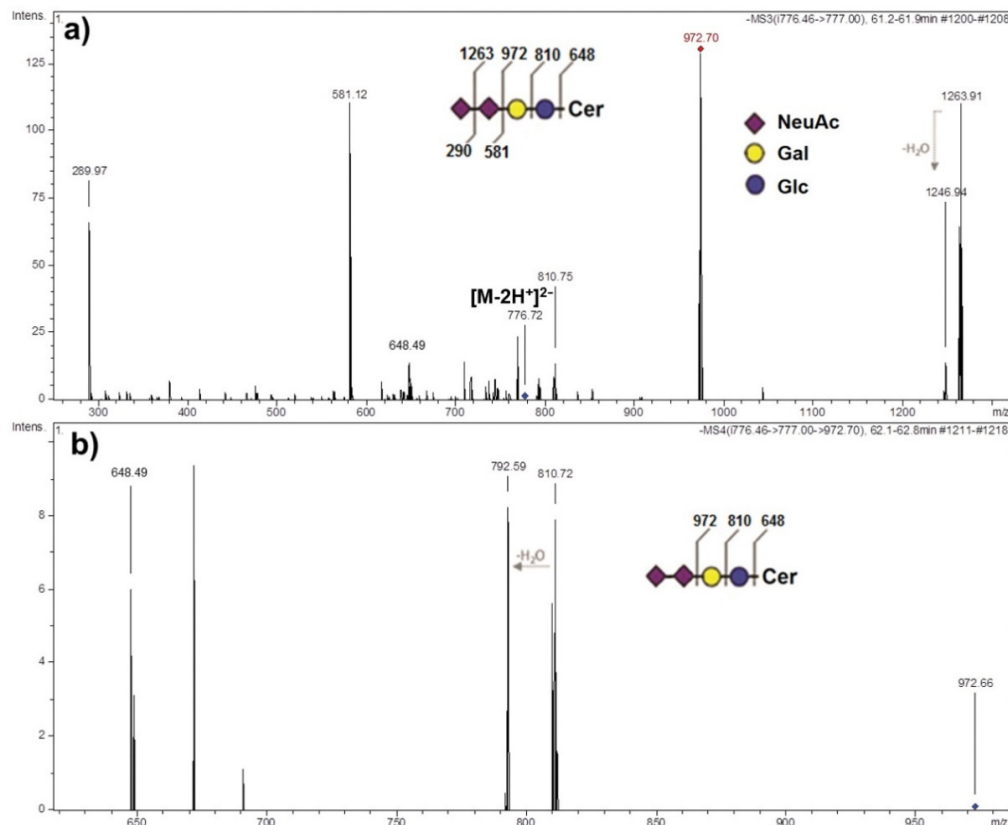 Intens.
1.
a)
-MS3(i776.46->777.00), 61.2-61.9min #1200-#1208
972.70
125
1263 972 810 648
581.12
1263.91
Cer
NeuAc
100
290 581
Gal
-H₂O
289.97
Glc
1246.94
75
50
[M-2H⁺]²⁻
810.75
776.72
25
648.49
0
300 400 500 600 700 800 900 1000 1100 1200 m/z
Intens.
1.
b)
-MS4(i776.46->777.00->972.70), 62.1-62.8min #1211-#1218
648.49
792.59
810.72
8
972 810 648
-H₂O
6
Cer
4
972.66
2
0
650 700 750 800 850 900 950 m/z